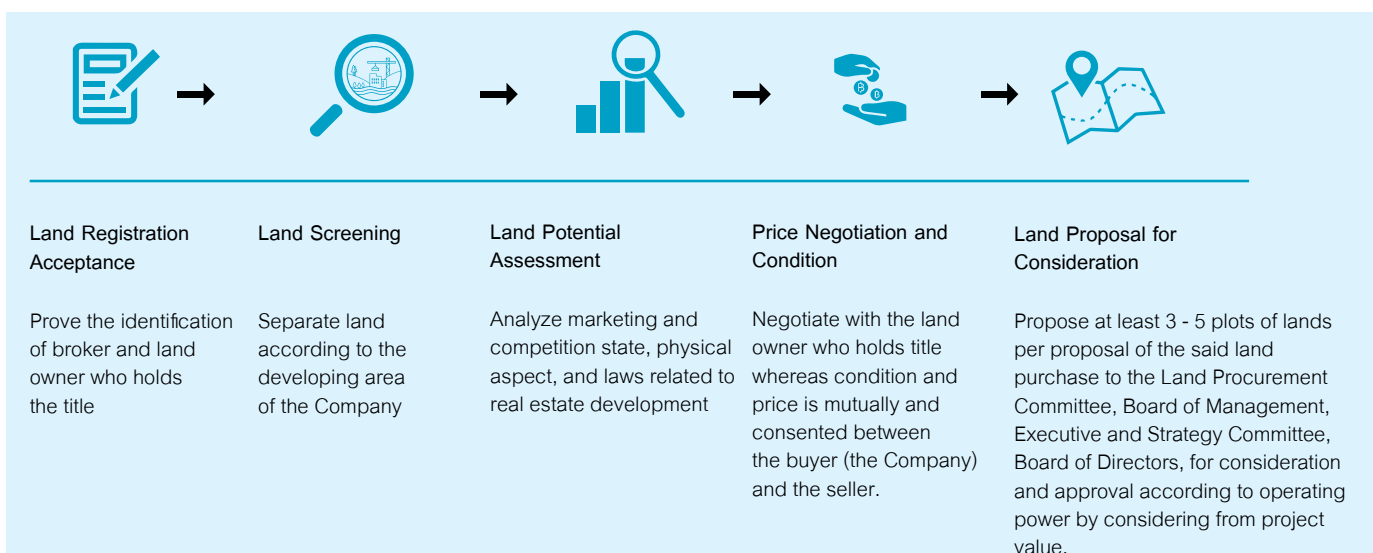 Land Registration
Acceptance
Prove the identification
of broker and land
owner who holds
the title
Land Screening
Separate land
according to the
developing area
of the Company
Land Potential
Assessment
Analyze marketing and
competition state, physical
aspect, and laws related to
real estate development
Price Negotiation and
Condition
Negotiate with the land
owner who holds title
whereas condition and
price is mutually and
consented between
the buyer (the Company)
and the seller.
Land Proposal for
Consideration
Propose at least 3 - 5 plots of lands
per proposal of the said land
purchase to the Land Procurement
Committee, Board of Management,
Executive and Strategy Committee,
Board of Directors, for consideration
and approval according to operating
power by considering from project
value.